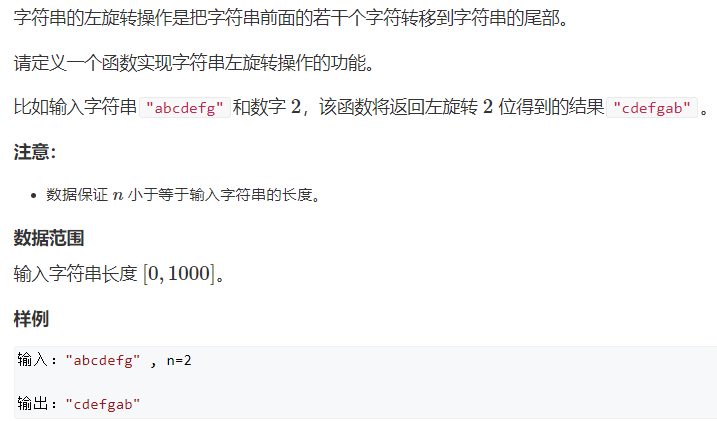 字符串的左旋转操作是把字符串前面的若干个字符转移到字符串的尾部。
请定义一个函数实现字符串左旋转操作的功能。
比如输入字符串 "abcdefg" 和数字 2，该函数将返回左旋转 2 位得到的结果 "cdefgab" 。
注意：
• 数据保证 n 小于等于输入字符串的长度。
数据范围
输入字符串长度 [0, 1000]。
样例
输入："abcdefg" , n=2
输出："cdefgab"